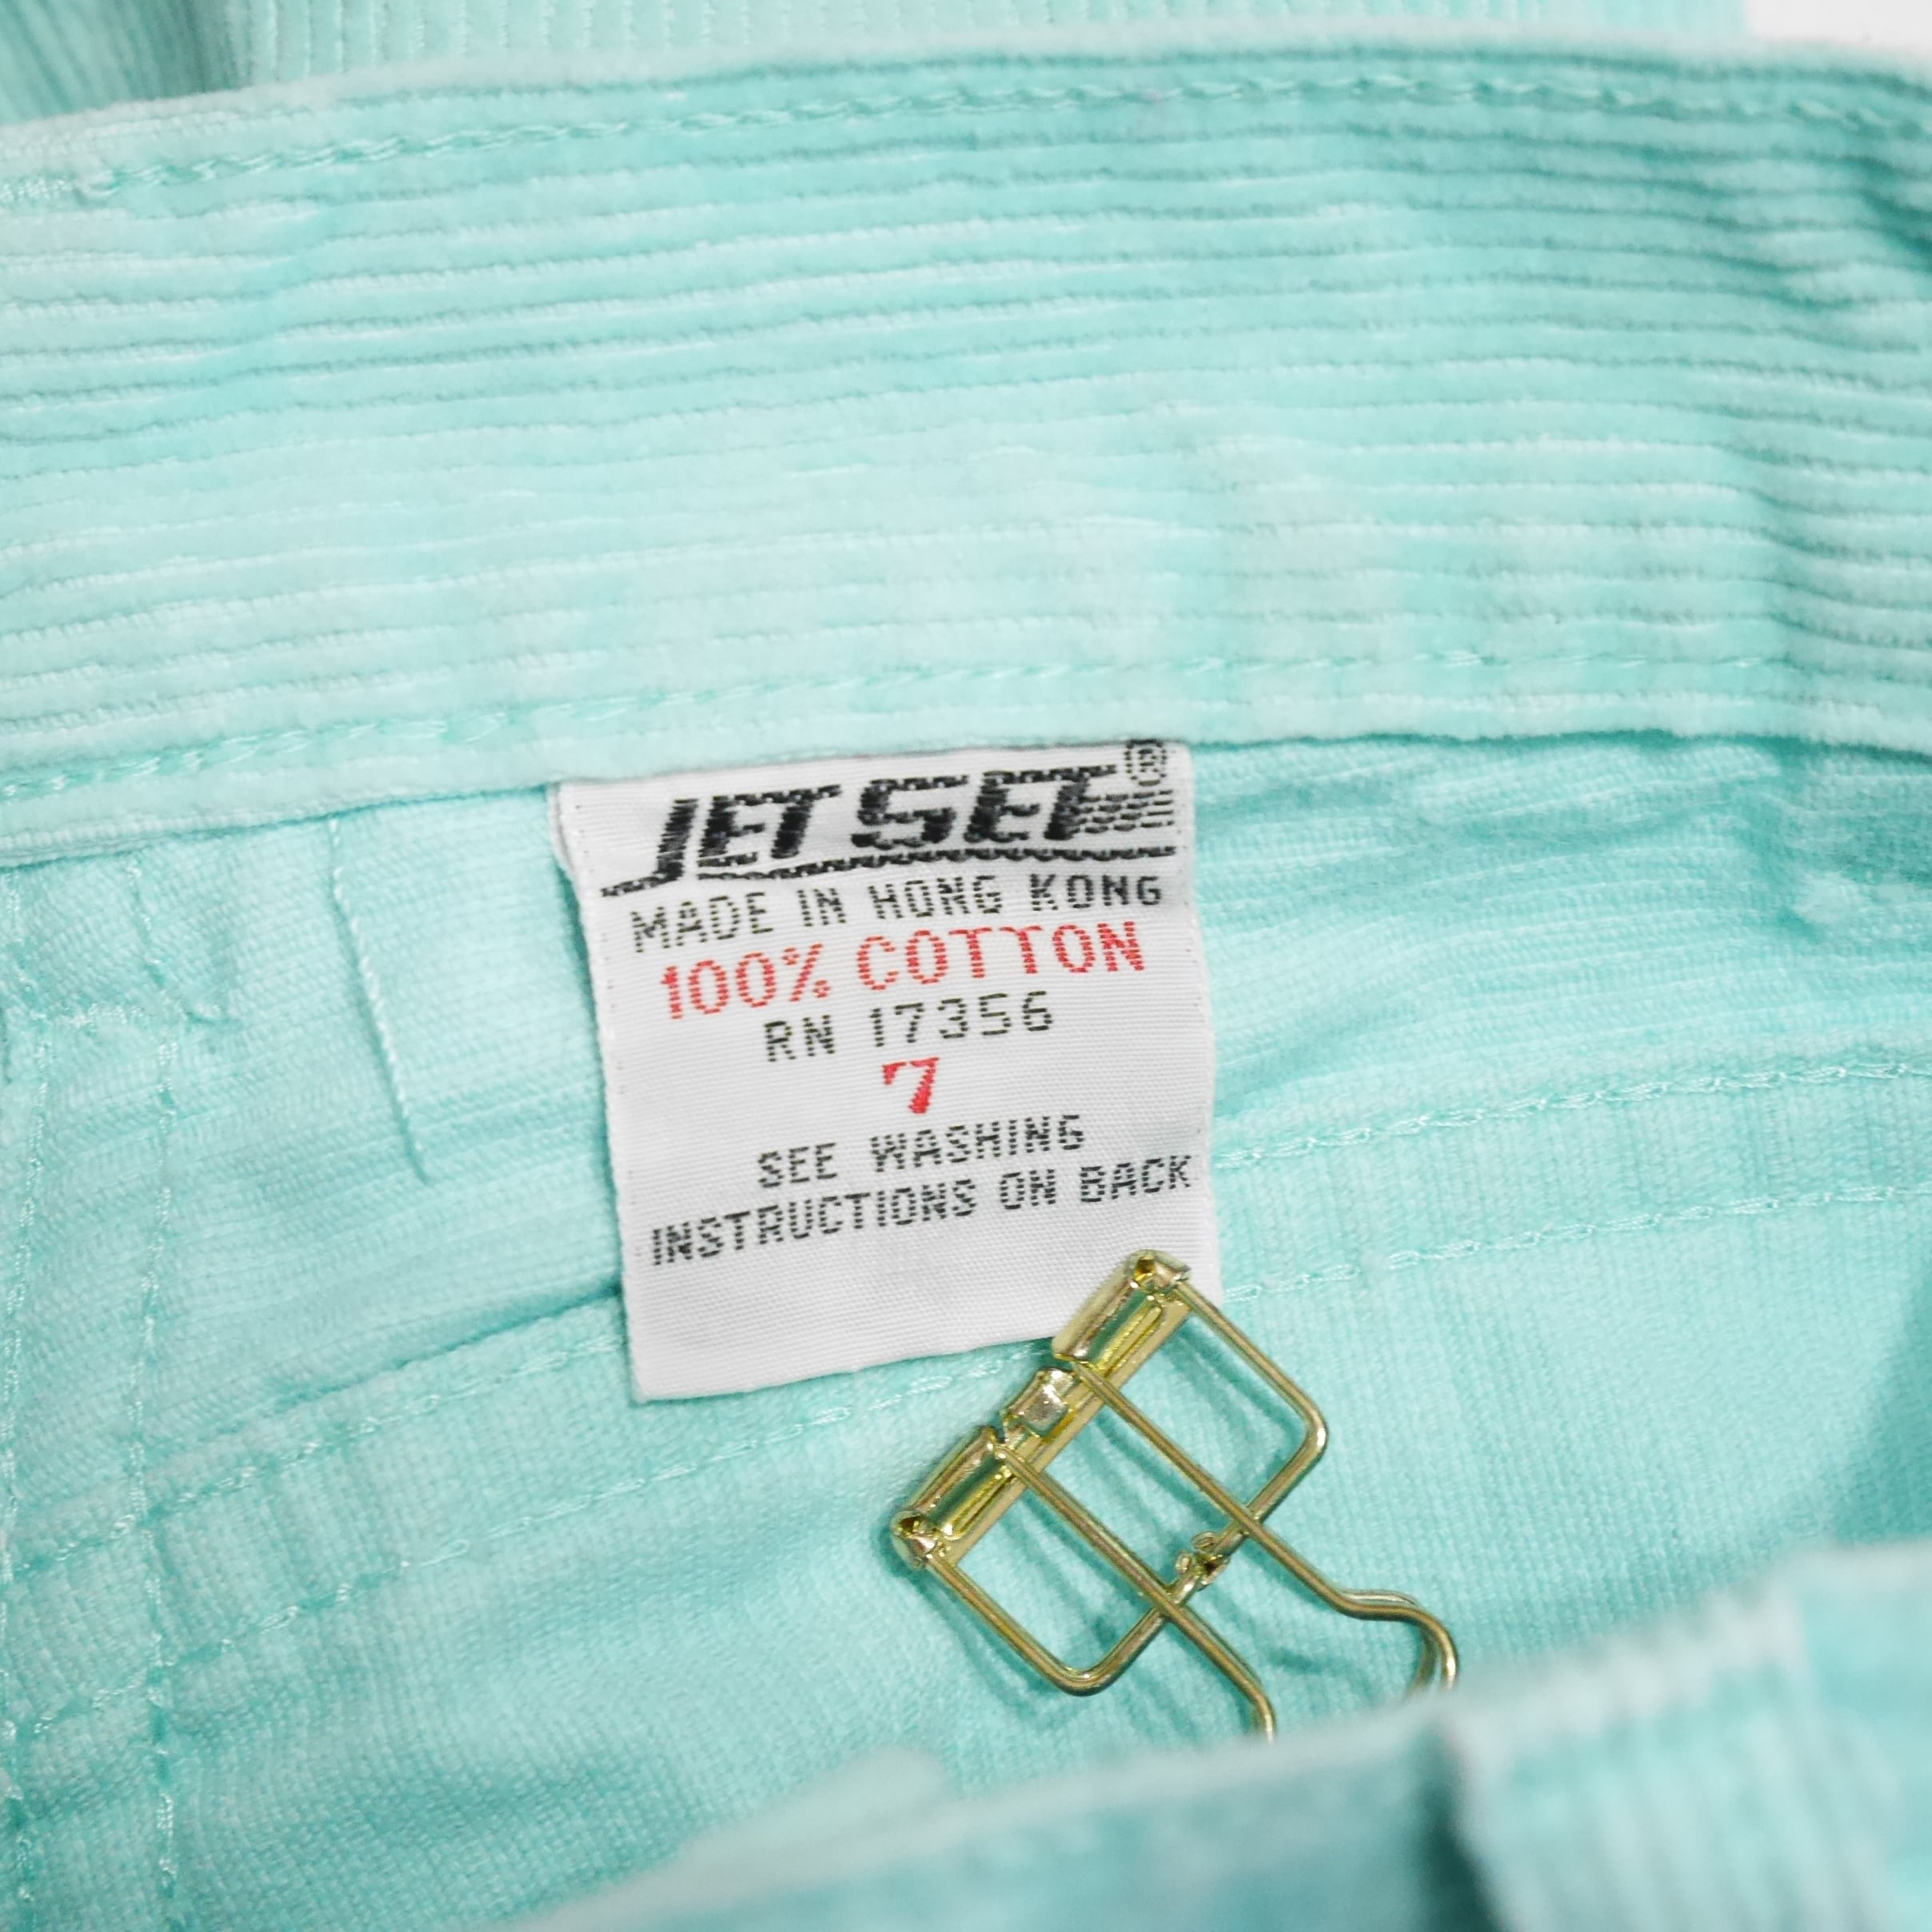 JET SET®
MADE IN HONG KONG
100% COTTON
RN 17356
7
SEE WASHING
INSTRUCTIONS ON BACK